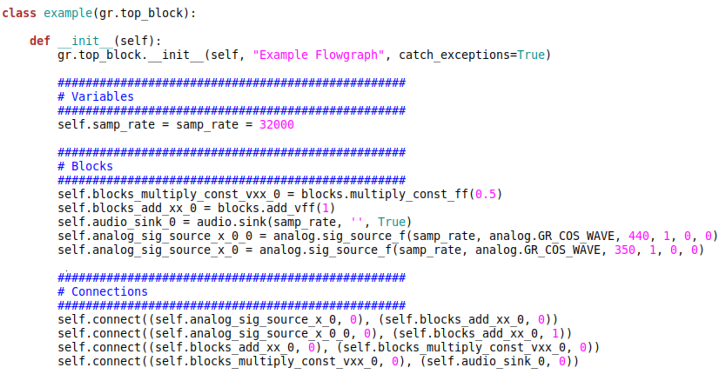 class example(gr.top_block):
def __init__(self):
gr.top_block.__init__(self, "Example Flowgraph", catch_exceptions=True)
##################################################
# Variables
##################################################
self.samp_rate = samp_rate = 32000
##################################################
# Blocks
##################################################
self.blocks_multiply_const_vxx_0 = blocks.multiply_const_ff(0.5)
self.blocks_add_xx_0 = blocks.add_vff(1)
self.audio_sink_0 = audio.sink(samp_rate, '', True)
self.analog_sig_source_x_0_0 = analog.sig_source_f(samp_rate, analog.GR_COS_WAVE, 440, 1, 0, 0)
self.analog_sig_source_x_0 = analog.sig_source_f(samp_rate, analog.GR_COS_WAVE, 350, 1, 0, 0)
##################################################
# Connections
##################################################
self.connect((self.analog_sig_source_x_0, 0), (self.blocks_add_xx_0, 0))
self.connect((self.analog_sig_source_x_0_0, 0), (self.blocks_add_xx_0, 1))
self.connect((self.blocks_add_xx_0, 0), (self.blocks_multiply_const_vxx_0, 0))
self.connect((self.blocks_multiply_const_vxx_0, 0), (self.audio_sink_0, 0))